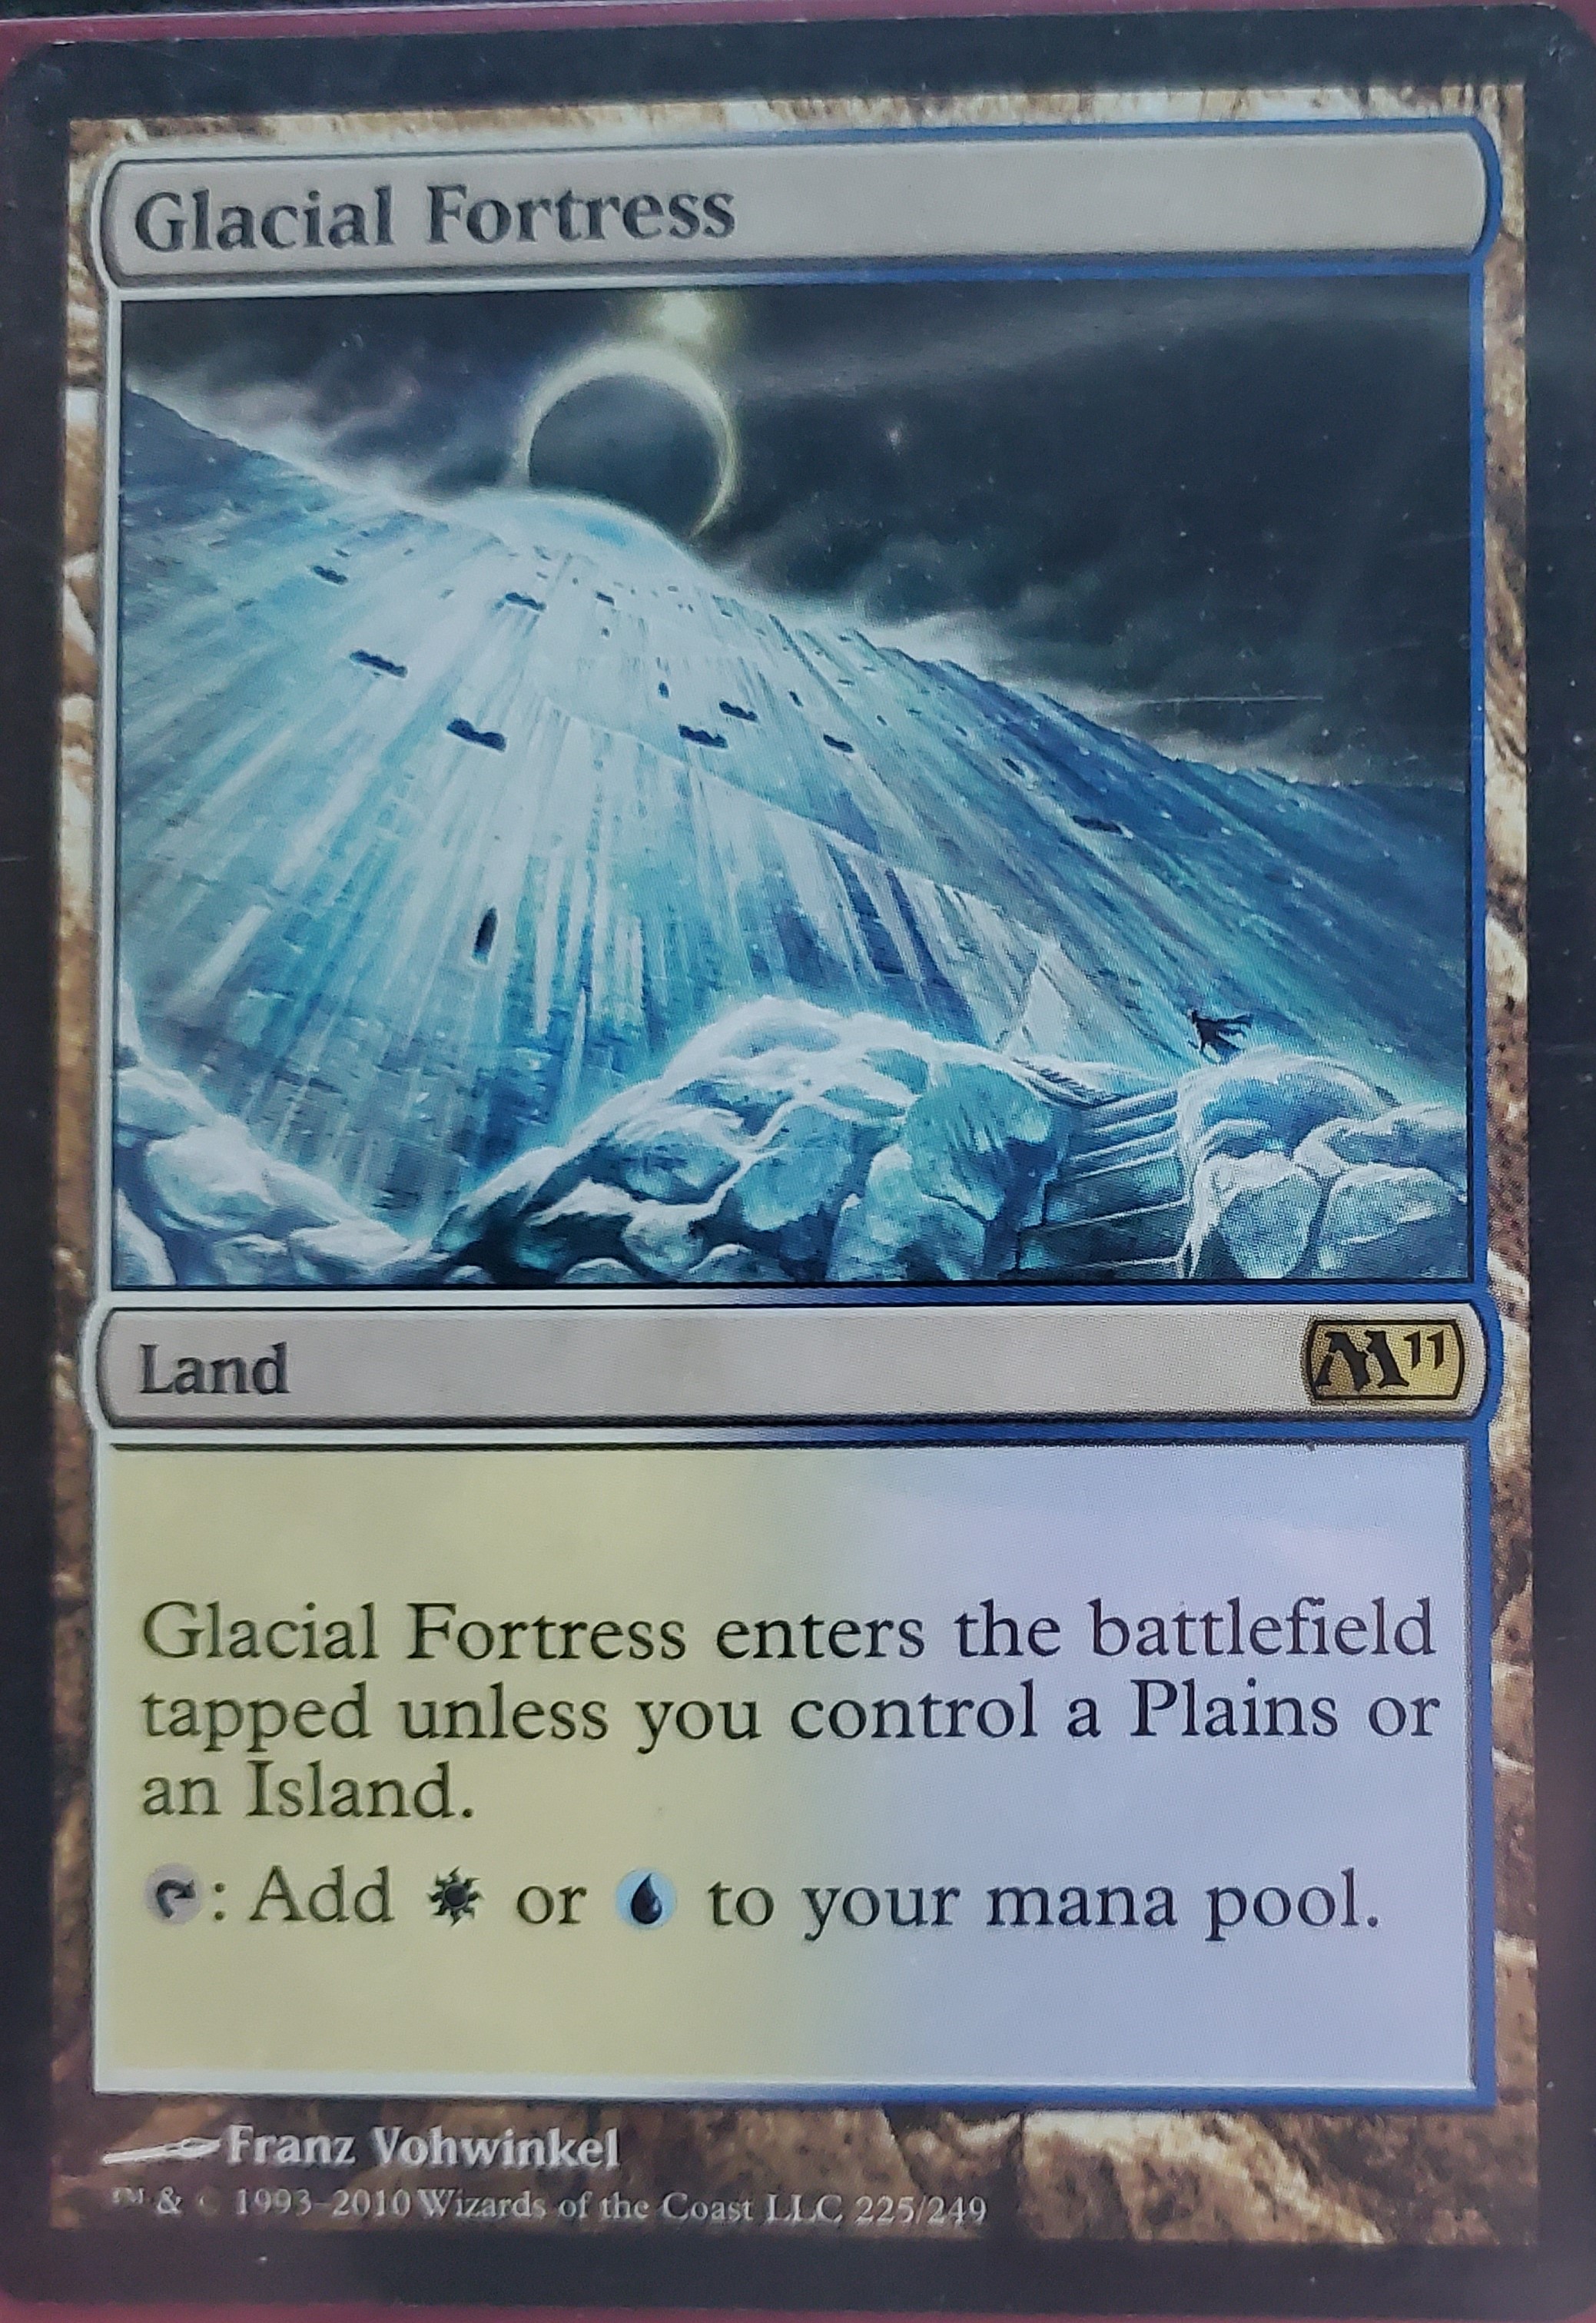 Glacial Fortress
Land
M11
Glacial Fortress enters the battlefield
tapped unless you control a Plains or
an Island.
: Add or to your mana pool.
Franz Vohwinkel
™ & © 1993–2010 Wizards of the Coast LLC 225/249